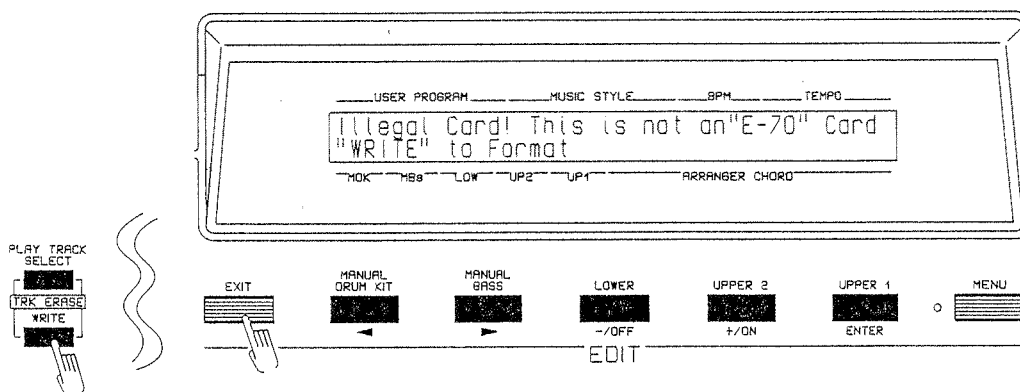 USER PROGRAM MUSIC STYLE BPM TEMPO
Illegal Card! This is not an"E-70" Card
"WRITE" to Format
MDK MBs LOW UP2 UP1 ARRANGER CHORD
PLAY TRACK
SELECT
TRK ERASE
WRITE
EXIT
MANUAL
DRUM KIT
MANUAL
BASS
LOWER
UPPER 2
UPPER 1
MENU
-/OFF
+/ON
ENTER
EDIT